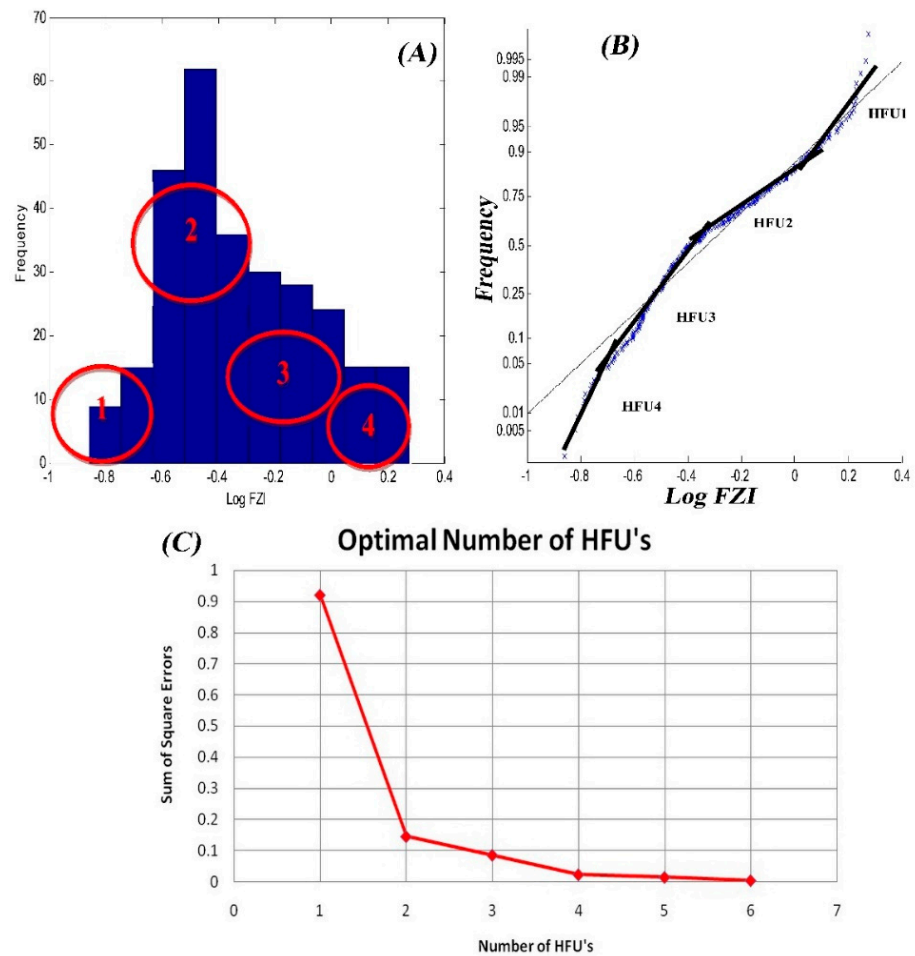 (A)
70
60
50
40
30
20
10
0
Frequency
1
2
3
4
-1 -0.8 -0.6 -0.4 -0.2 0 0.2 0.4
Log FZI
(B)
0.995
0.99
0.95
0.9
0.75
0.5
0.25
0.1
0.05
0.01
0.005
Frequency
HFU1
HFU2
HFU3
HFU4
-1 -0.8 -0.6 -0.4 -0.2 0 0.2 0.4
Log FZI
(C)
Optimal Number of HFU's
1
0.9
0.8
0.7
0.6
0.5
0.4
0.3
0.2
0.1
0
Sum of Square Errors
0 1 2 3 4 5 6 7
Number of HFU's